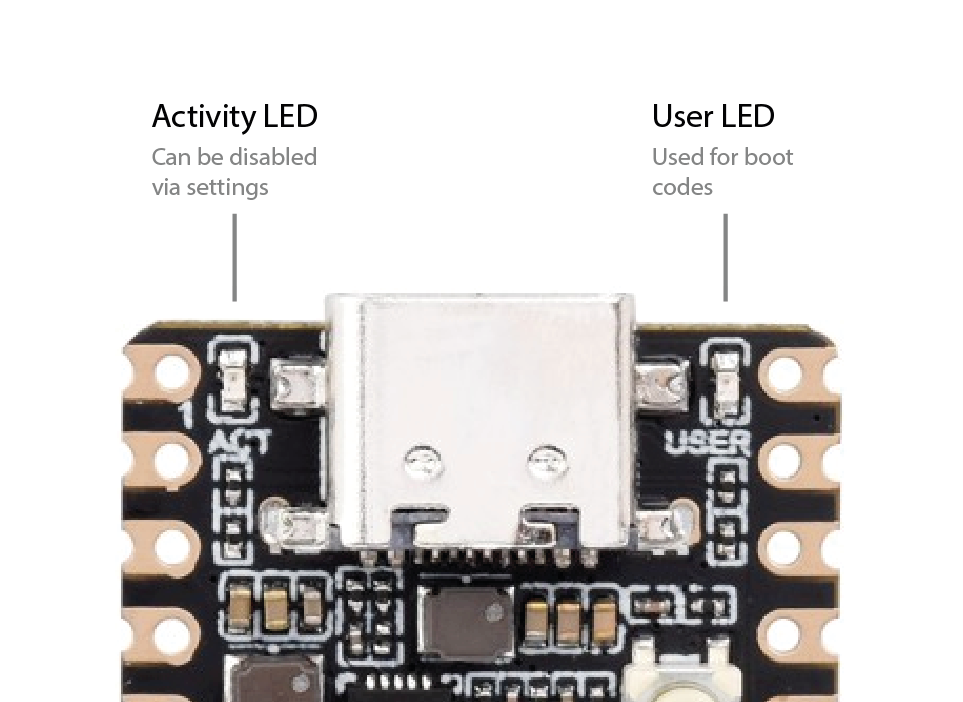 Activity LED
Can be disabled
via settings
User LED
Used for boot
codes
1
ACT
USER